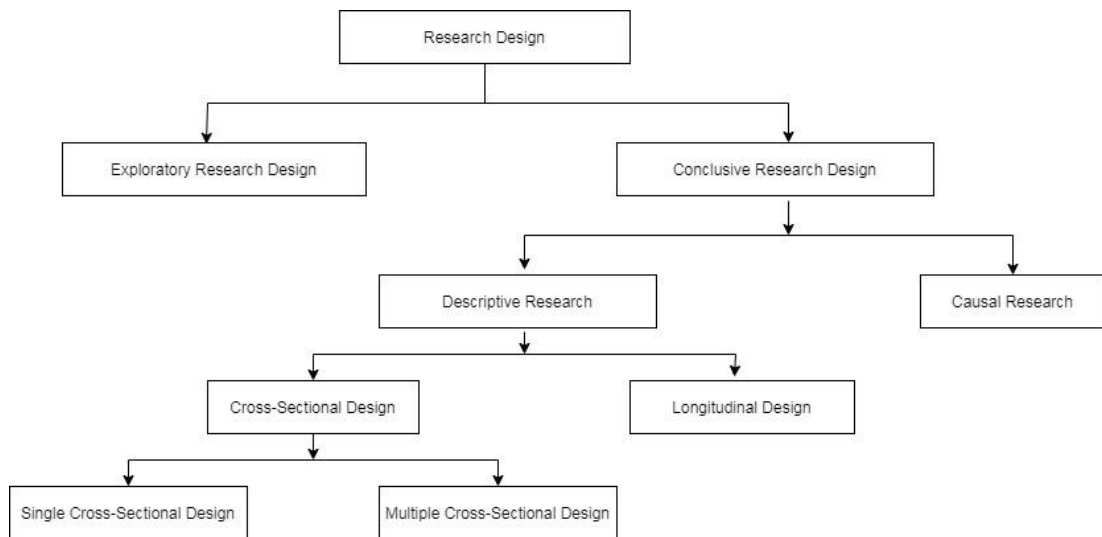 Research Design
Exploratory Research Design
Conclusive Research Design
Descriptive Research
Causal Research
Cross-Sectional Design
Longitudinal Design
Single Cross-Sectional Design
Multiple Cross-Sectional Design